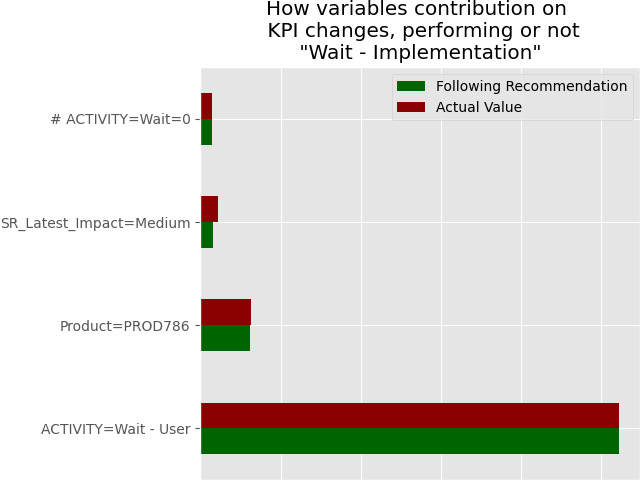 How variables contribution on
KPI changes, performing or not
"Wait - Implementation"
Following Recommendation
Actual Value
# ACTIVITY=Wait=0
SR_Latest_Impact=Medium
Product=PROD786
ACTIVITY=Wait - User